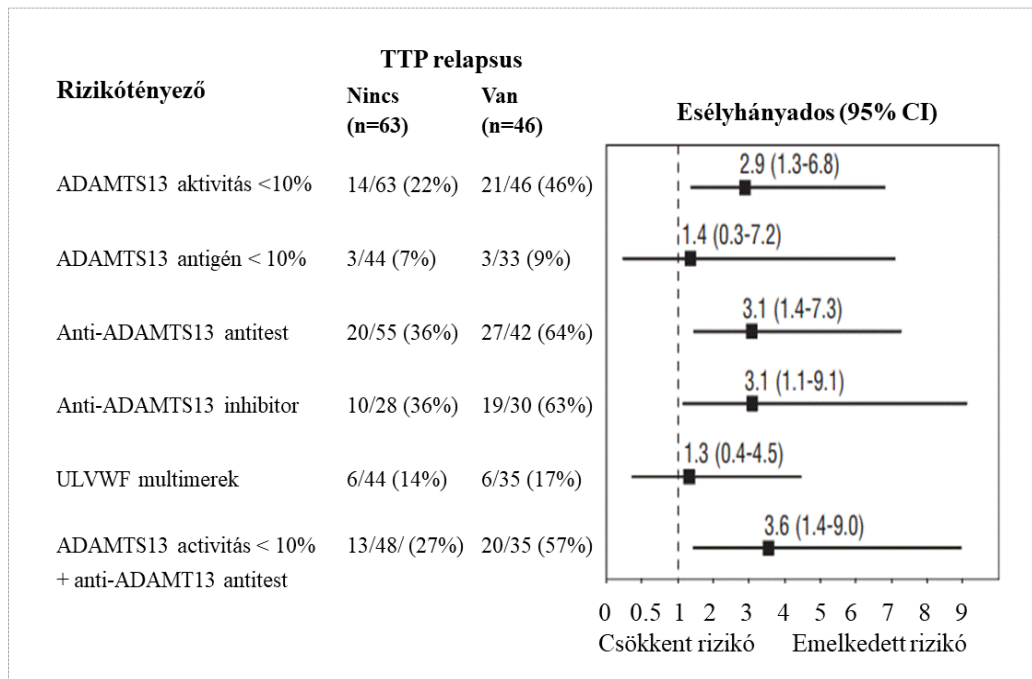 TTP relapsus
Rizikótényező
Nincs
(n=63)
Van
(n=46)
Esélyhányados (95% CI)
ADAMTS13 aktivitás <10% 14/63 (22%) 21/46 (46%) 2.9 (1.3-6.8)
ADAMTS13 antigén < 10% 3/44 (7%) 3/33 (9%) 1.4 (0.3-7.2)
Anti-ADAMTS13 antitest 20/55 (36%) 27/42 (64%) 3.1 (1.4-7.3)
Anti-ADAMTS13 inhibitor 10/28 (36%) 19/30 (63%) 3.1 (1.1-9.1)
ULVWF multimerek 6/44 (14%) 6/35 (17%) 1.3 (0.4-4.5)
ADAMTS13 activitás < 10% 13/48/ (27%) 20/35 (57%) 3.6 (1.4-9.0)
+ anti-ADAMT13 antitest
0 0.5 1 2 3 4 5 6 7 8 9
Csökkent rizikó Emelkedett rizikó